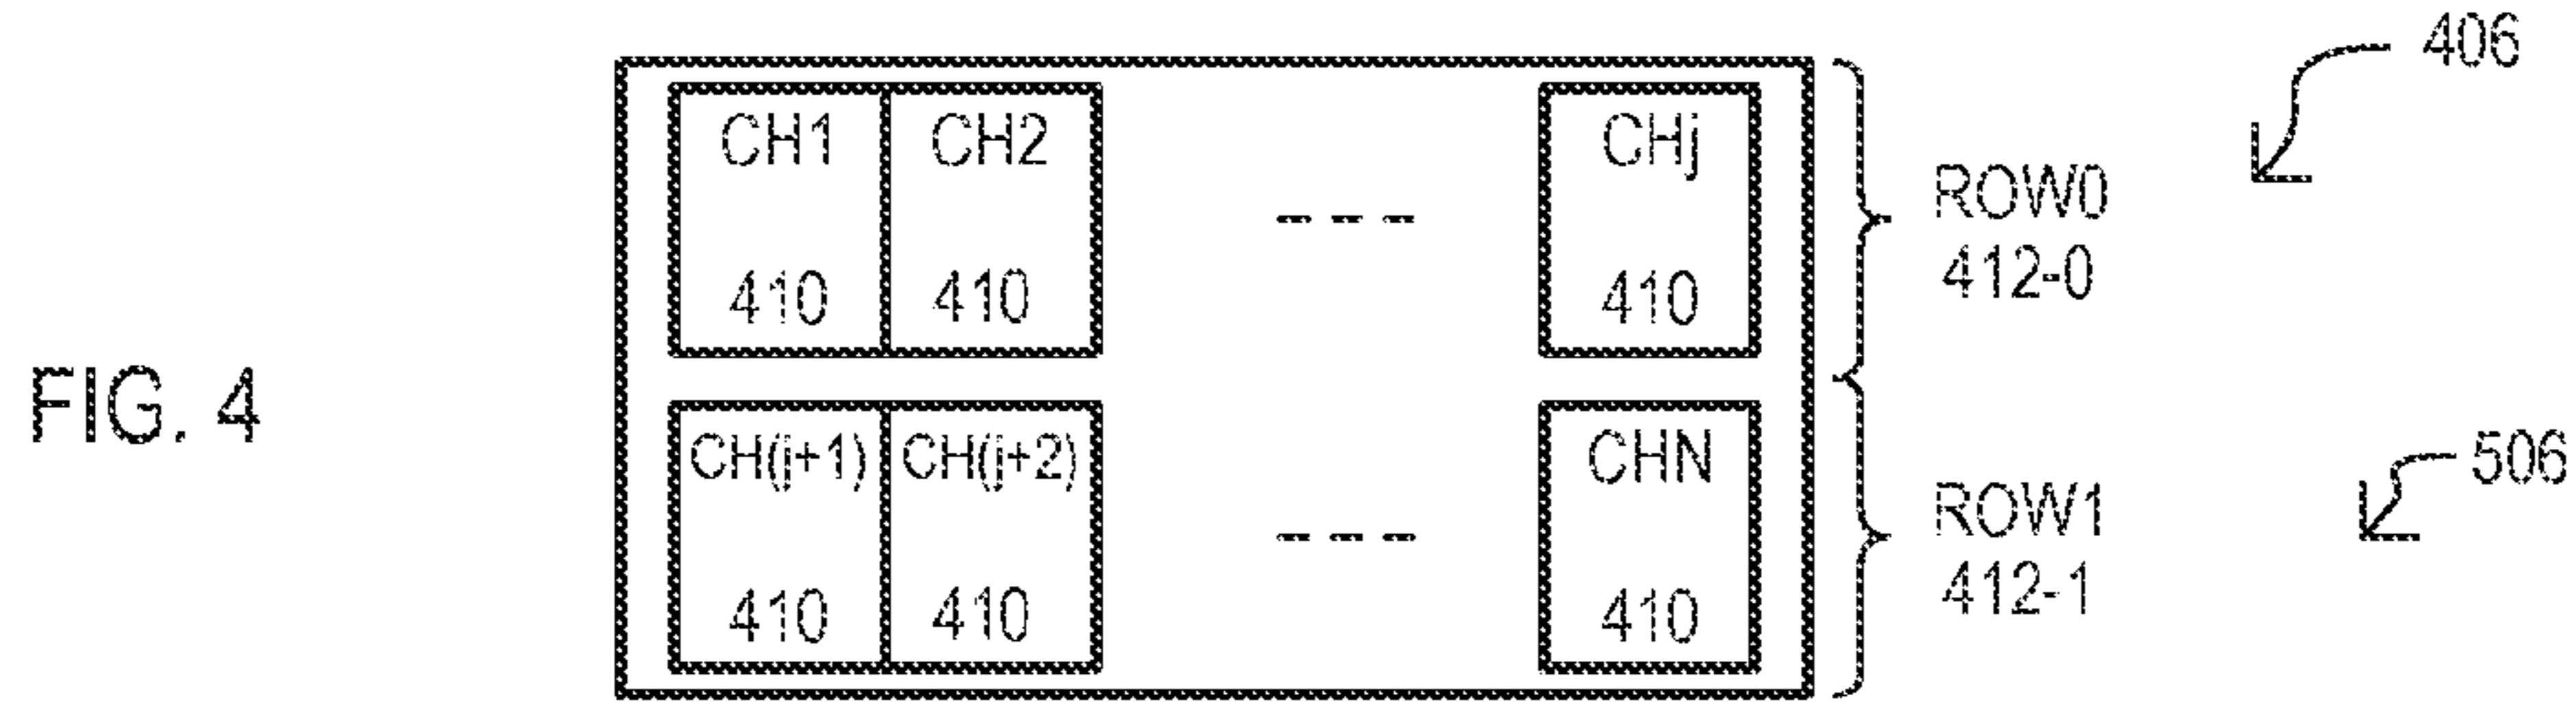 406
CH1 CH2 --- CHj
410 410 410
ROW0
412-0
FIG. 4
CH(j+1) CH(j+2) --- CHN
410 410 410
ROW1
412-1
506